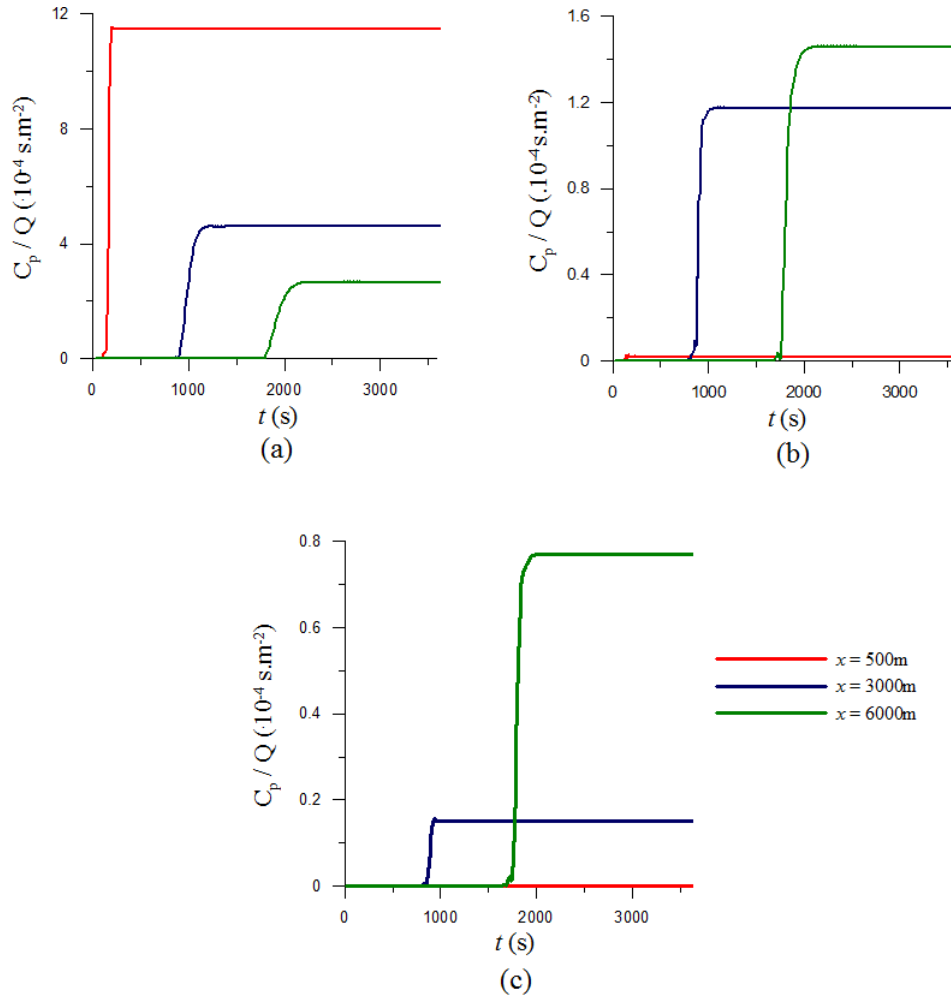 12
8
4
0
C_p / Q (·10⁻⁴ s.m⁻²)
0 1000 2000 3000
t (s)
(a)
1.6
1.2
0.8
0.4
0
C_p / Q (.10⁻⁴s.m⁻²)
0 1000 2000 3000
t (s)
(b)
0.8
0.6
0.4
0.2
0
C_p / Q (·10⁻⁴ s.m⁻²)
0 1000 2000 3000
t (s)
(c)
x = 500m
x = 3000m
x = 6000m